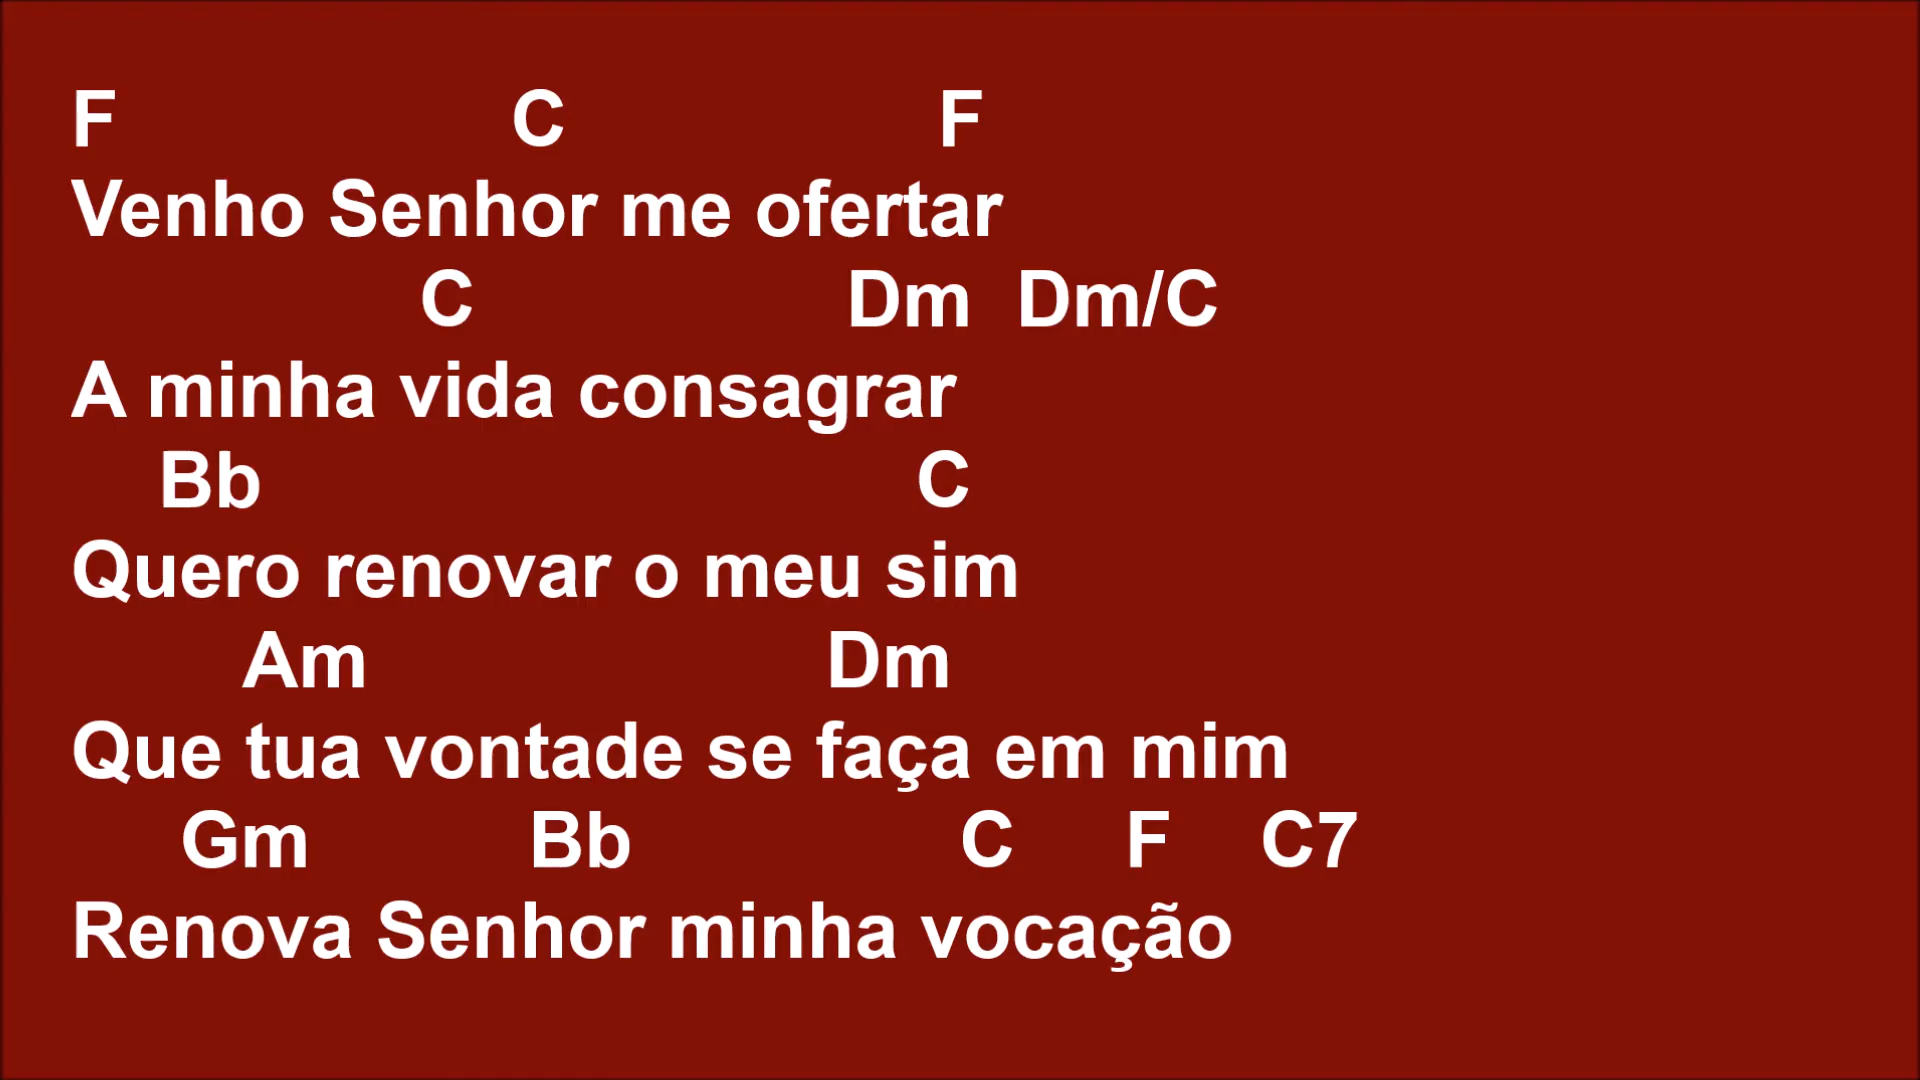 F C F
Venho Senhor me ofertar
C Dm Dm/C
A minha vida consagrar
Bb C
Quero renovar o meu sim
Am Dm
Que tua vontade se faça em mim
Gm Bb C F C7
Renova Senhor minha vocação